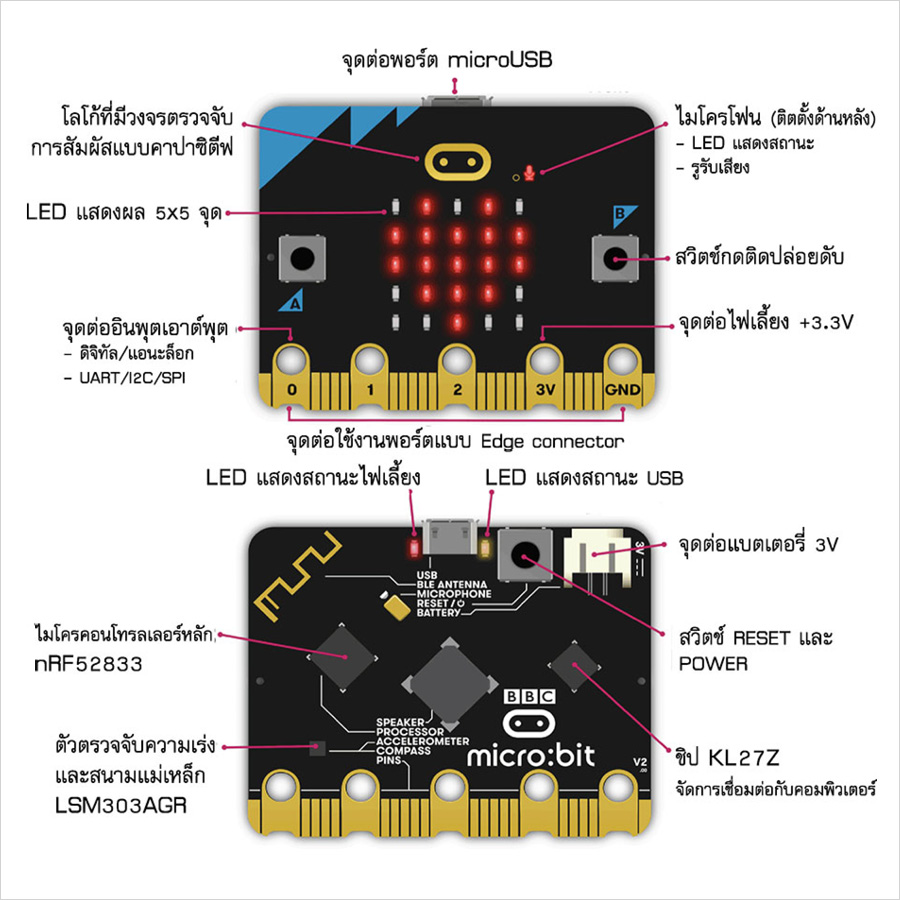 จุดต่อพอร์ต microUSB
โลโก้ที่มีวงจรตรวจจับ
การสัมผัสแบบคาปาซิตีฟ
ไมโครโฟน (ติดตั้งด้านหลัง)
- LED แสดงสถานะ
- รูรับเสียง
LED แสดงผล 5x5 จุด
B
สวิตช์กดติดปล่อยดับ
A
จุดต่ออินพุตเอาต์พุต
- ดิจิทัล/แอนะล็อก
- UART/I2C/SPI
จุดต่อไฟเลี้ยง +3.3V
0 1 2 3V GND
จุดต่อใช้งานพอร์ตแบบ Edge connector
LED แสดงสถานะไฟเลี้ยง
LED แสดงสถานะ USB
จุดต่อแบตเตอรี่ 3V
3V
USB
BLE ANTENNA
MICROPHONE
RESET /
BATTERY
ไมโครคอนโทรลเลอร์หลัก
nRF52833
สวิตช์ RESET และ
POWER
BBC
micro:bit
SPEAKER
PROCESSOR
ACCELEROMETER
COMPASS
PINS
ตัวตรวจจับความเร่ง
และสนามแม่เหล็ก
LSM303AGR
V2
ชิป KL27Z
จัดการเชื่อมต่อกับคอมพิวเตอร์